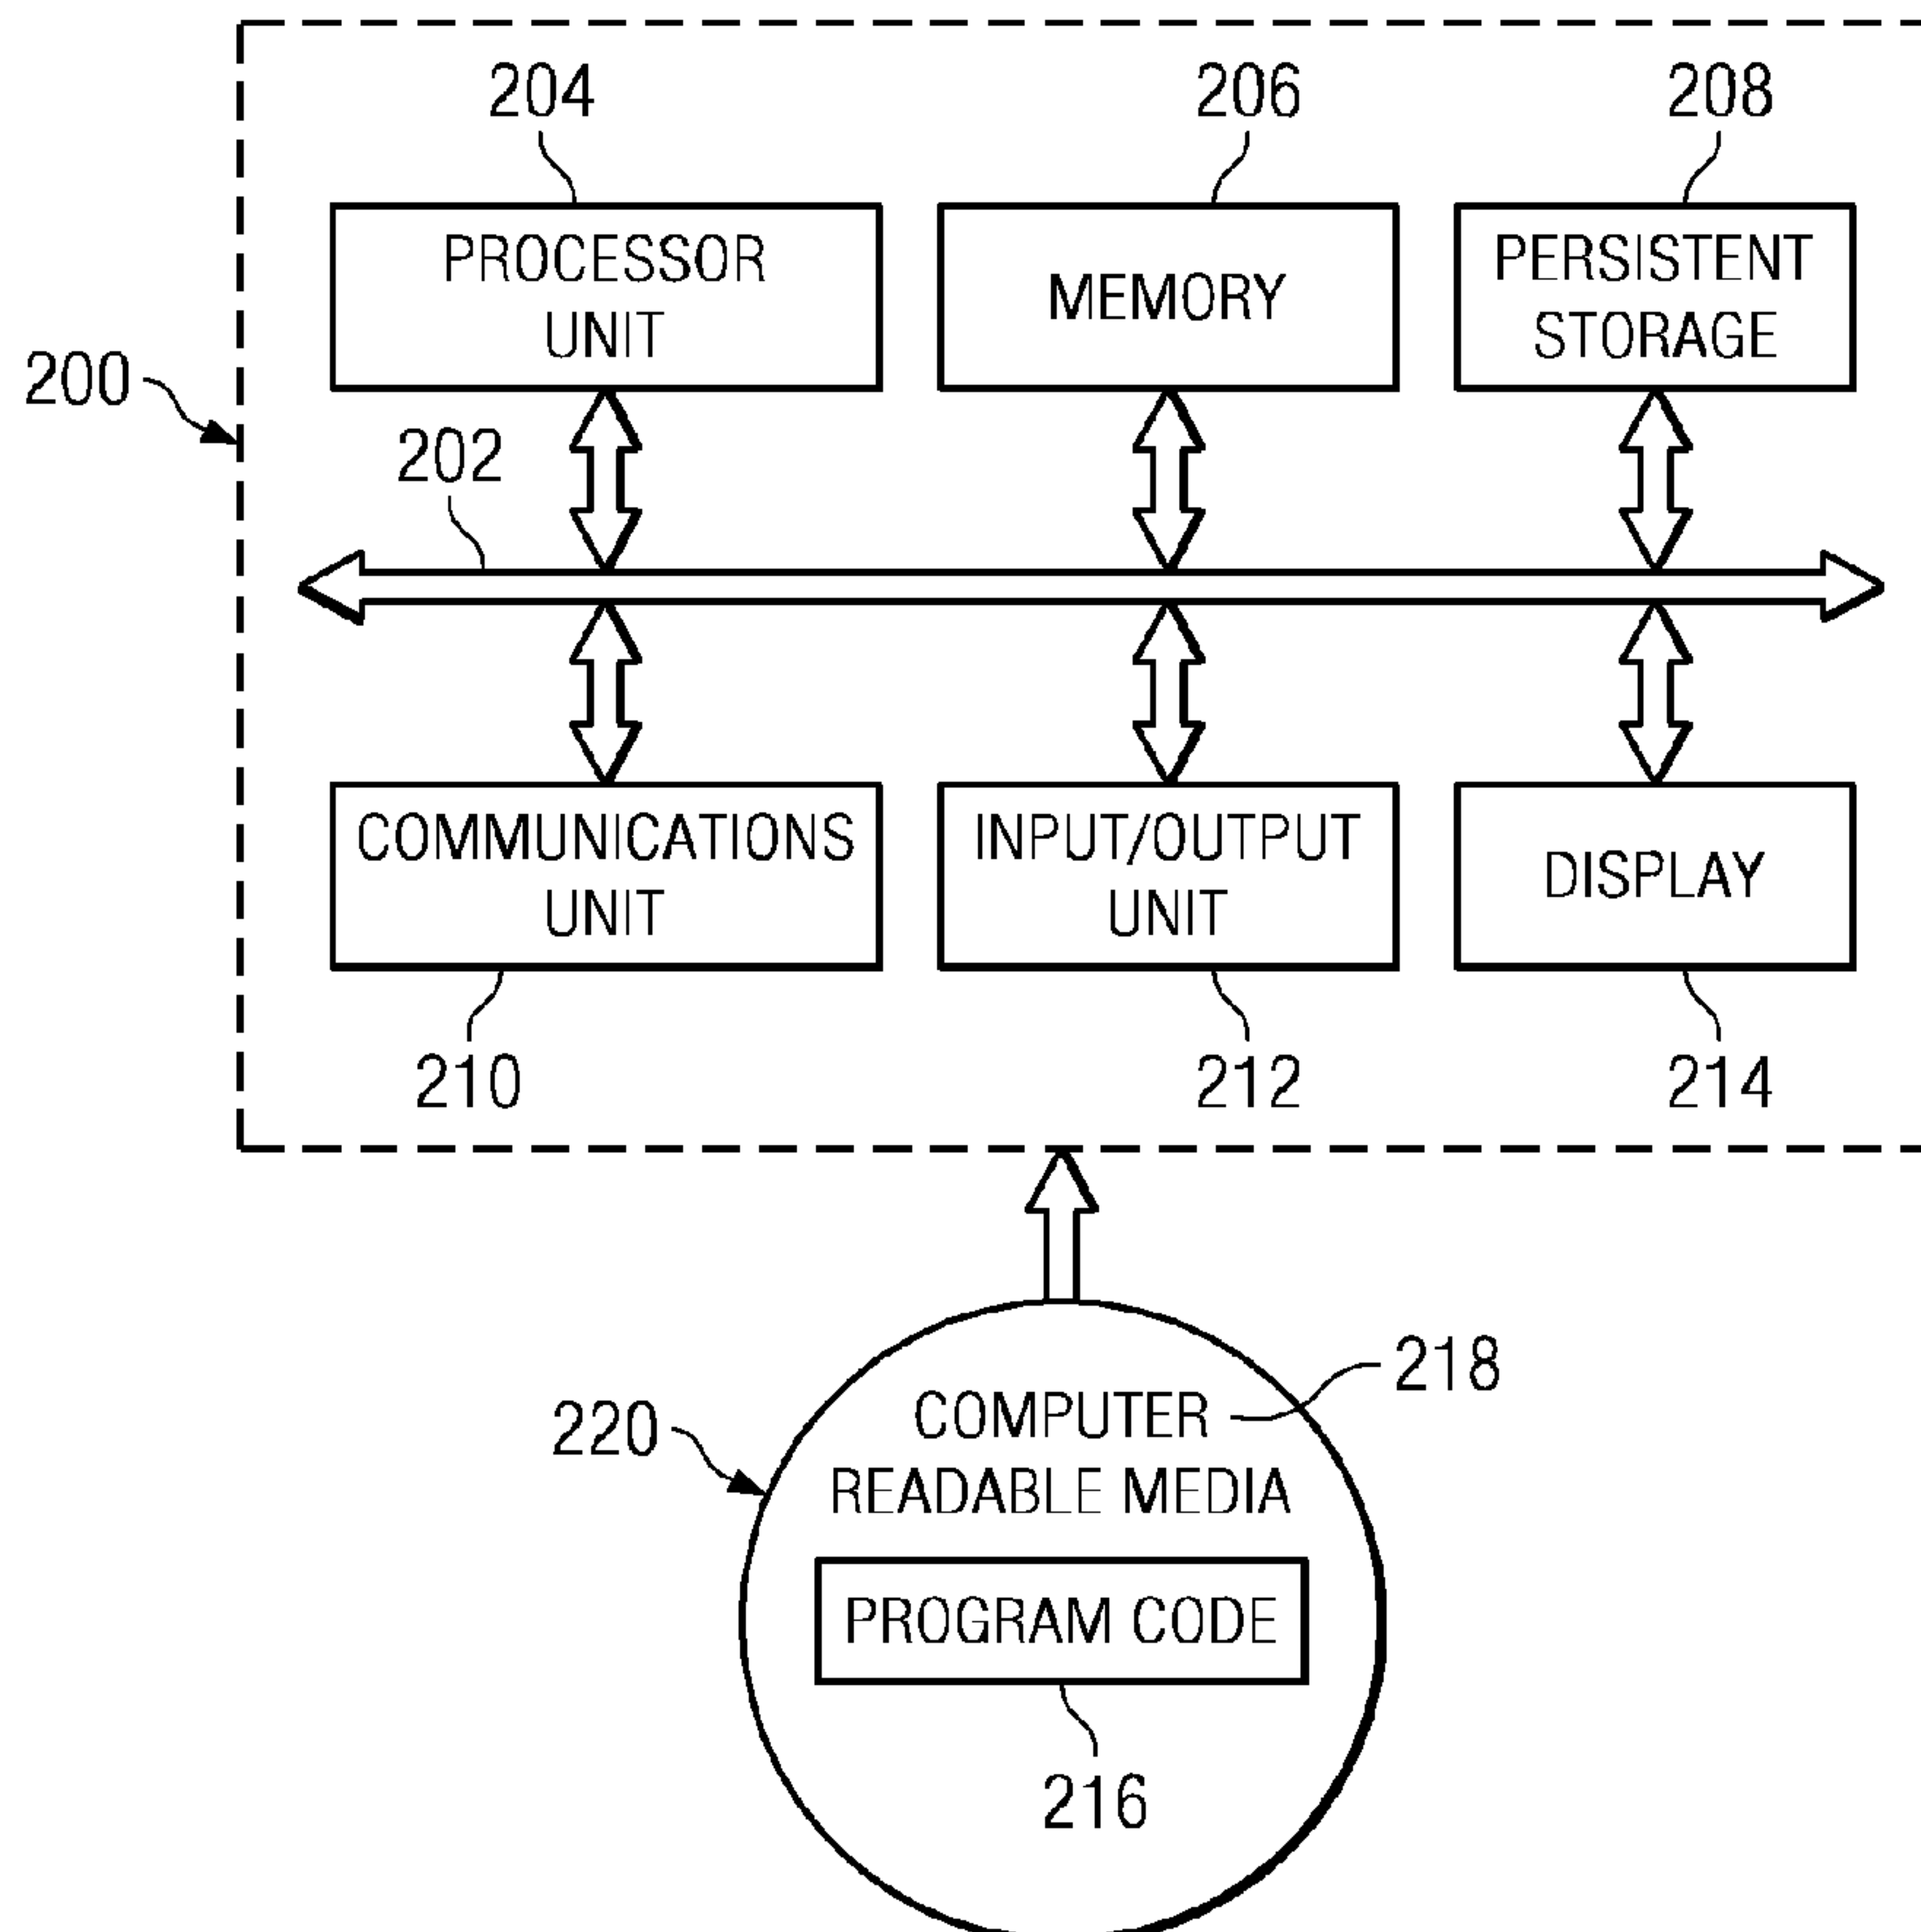 204
206
208
PROCESSOR
UNIT
MEMORY
PERSISTENT
STORAGE
200
202
COMMUNICATIONS
UNIT
INPUT/OUTPUT
UNIT
DISPLAY
210
212
214
218
220
COMPUTER
READABLE MEDIA
PROGRAM CODE
216